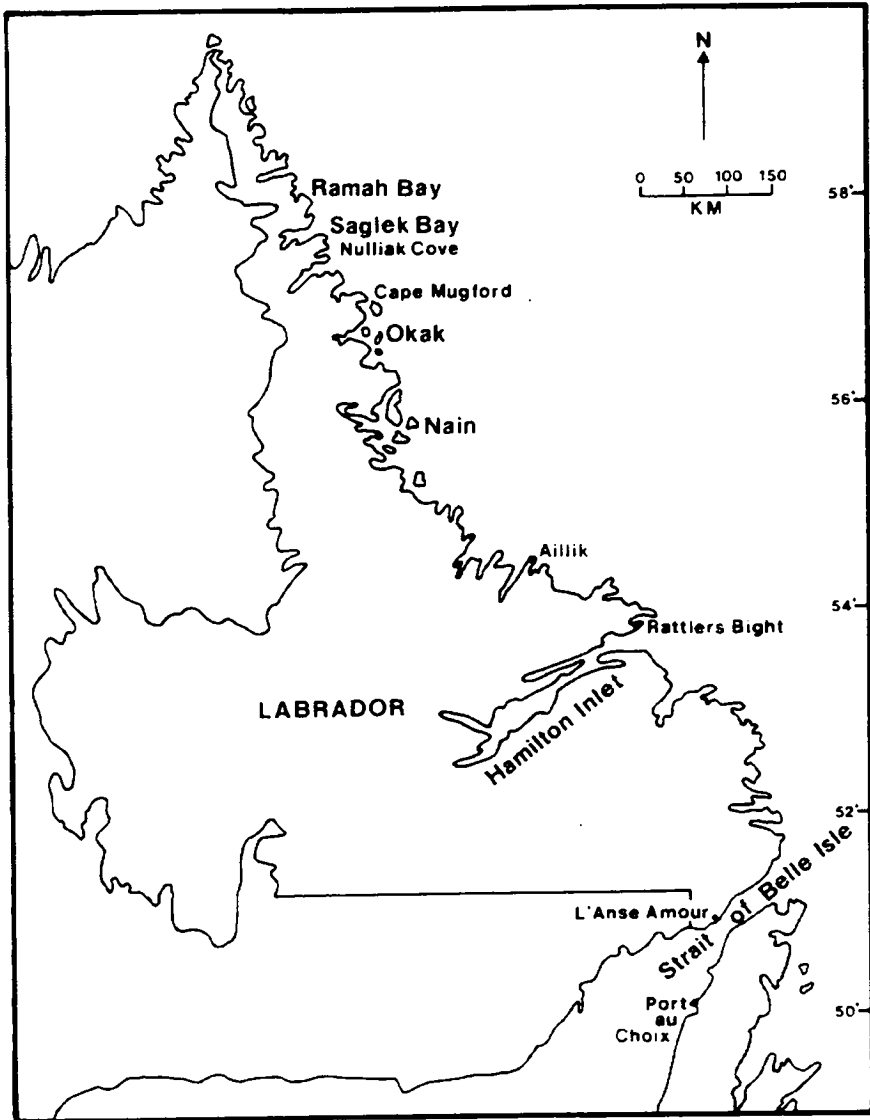 N
0 50 100 150
KM
58°
Ramah Bay
Saglek Bay
Nulliak Cove
Cape Mugford
Okak
56°
Nain
Aillik
54°
Rattlers Bight
LABRADOR
Hamilton Inlet
52°
L'Anse Amour
Strait of Belle Isle
Port
au
Choix
50°